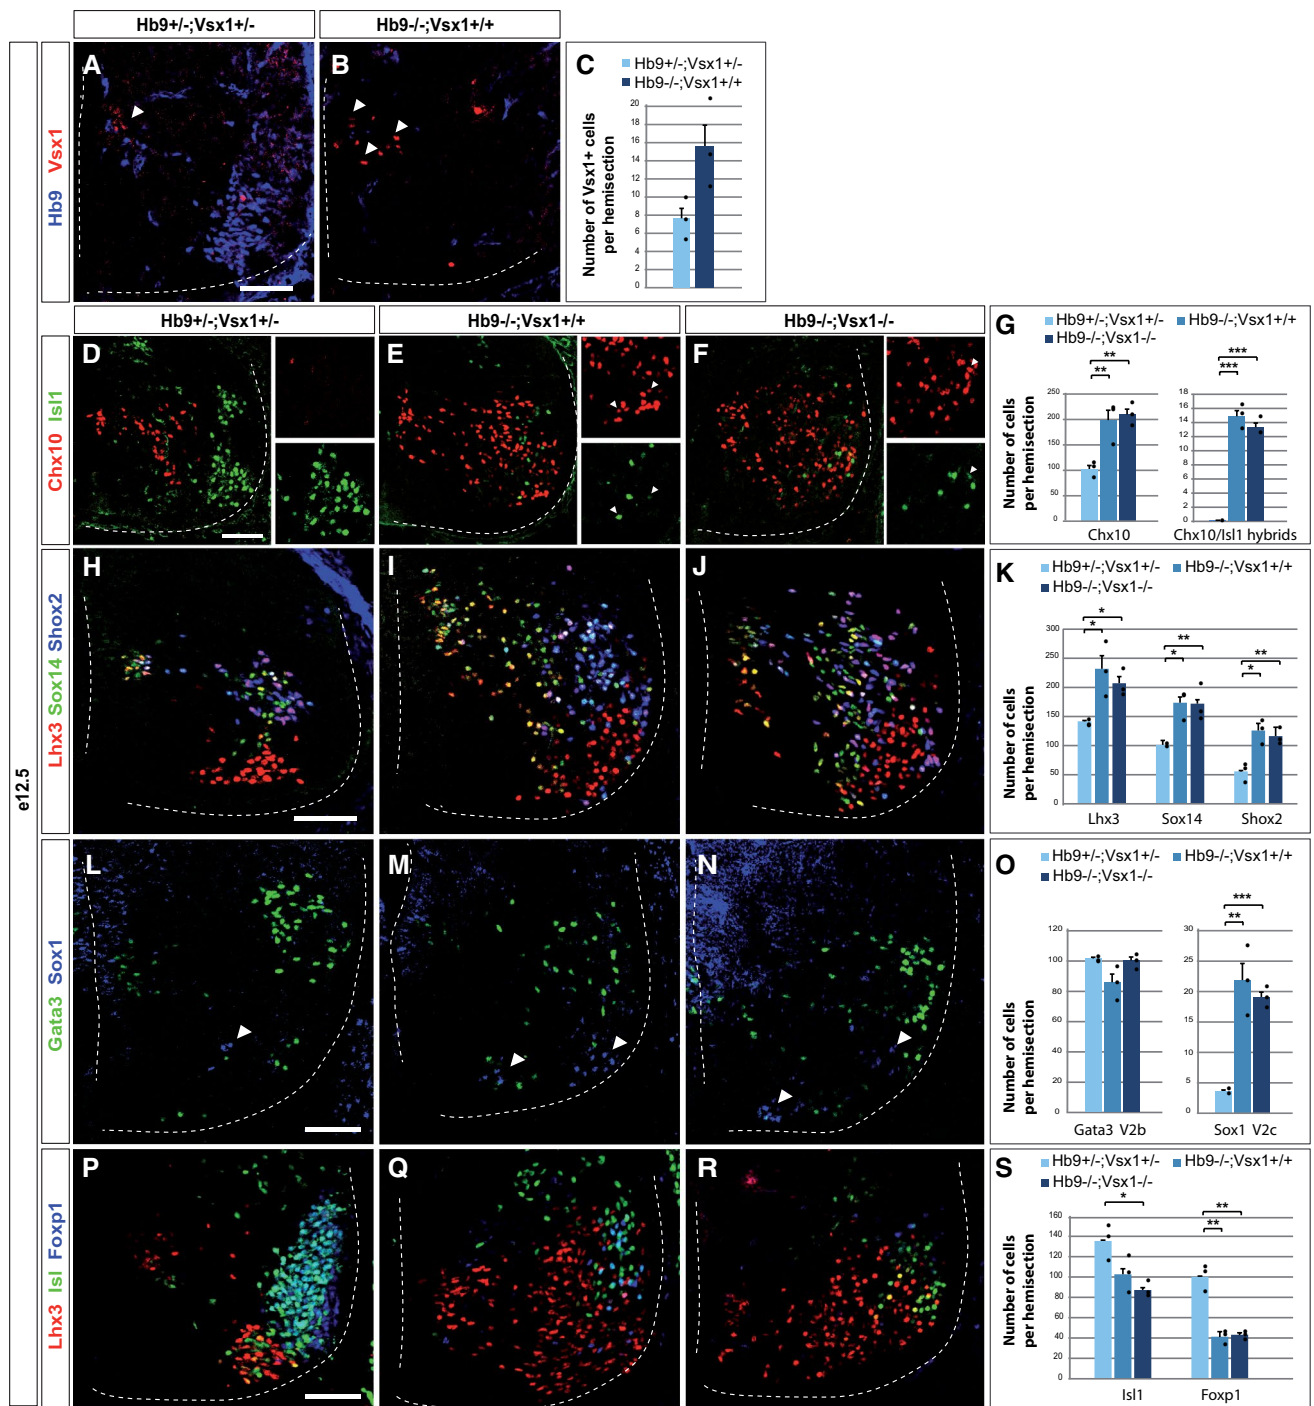 Hb9+/-;Vsx1+/-
Hb9-/-;Vsx1+/+
e12.5
Hb9 Vsx1
A
B
C
Hb9+/-;Vsx1+/-
Hb9-/-;Vsx1+/+
Number of Vsx1+ cells
per hemisection
20
18
16
14
12
10
8
6
4
2
0
Hb9+/-;Vsx1+/-
Hb9-/-;Vsx1+/+
Hb9-/-;Vsx1-/-
Chx10 Isl1
D
E
F
G
Hb9+/-;Vsx1+/-
Hb9-/-;Vsx1+/+
Hb9-/-;Vsx1-/-
Number of cells
per hemisection
**
**
250
200
150
100
50
0
Chx10
***
***
18
16
14
12
10
8
6
4
2
0
Chx10/Isl1 hybrids
Lhx3 Sox14 Shox2
H
I
J
K
Hb9+/-;Vsx1+/-
Hb9-/-;Vsx1+/+
Hb9-/-;Vsx1-/-
Number of cells
per hemisection
*
*
**
*
**
*
300
250
200
150
100
50
0
Lhx3 Sox14 Shox2
Gata3 Sox1
L
M
N
O
Hb9+/-;Vsx1+/-
Hb9-/-;Vsx1+/+
Hb9-/-;Vsx1-/-
Number of cells
per hemisection
120
100
80
60
40
20
0
Gata3 V2b
***
**
30
25
20
15
10
5
0
Sox1 V2c
Lhx3 Isl Foxp1
P
Q
R
S
Hb9+/-;Vsx1+/-
Hb9-/-;Vsx1+/+
Hb9-/-;Vsx1-/-
Number of cells
per hemisection
*
**
**
160
140
120
100
80
60
40
20
0
Isl1 Foxp1